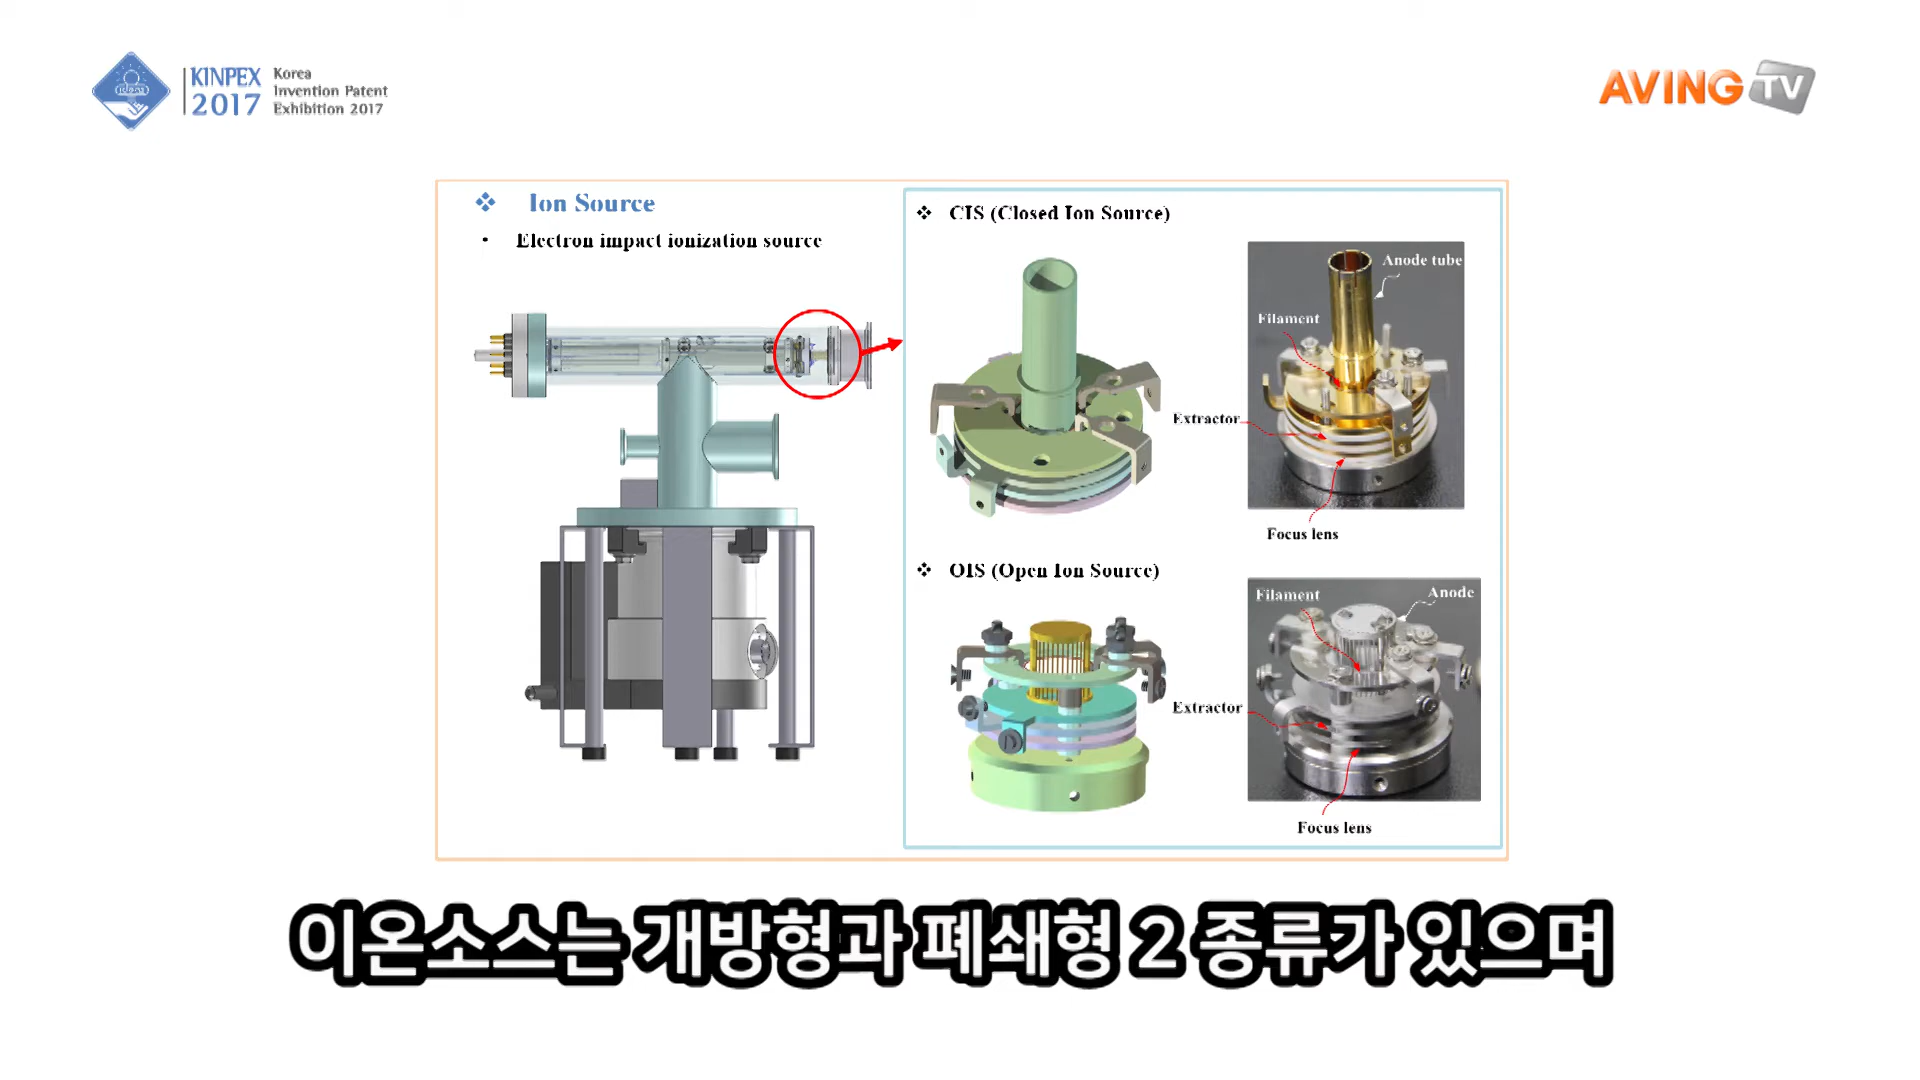 KINPEX
2017
Korea
Invention Patent
Exhibition 2017
AVING TV
Ion Source
Electron impact ionization source
CIS (Closed Ion Source)
Anode tube
Filament
Extractor
Focus lens
OIS (Open Ion Source)
Filament
Anode
Extractor
Focus lens
이온소스는 개방형과 폐쇄형 2 종류가 있으며